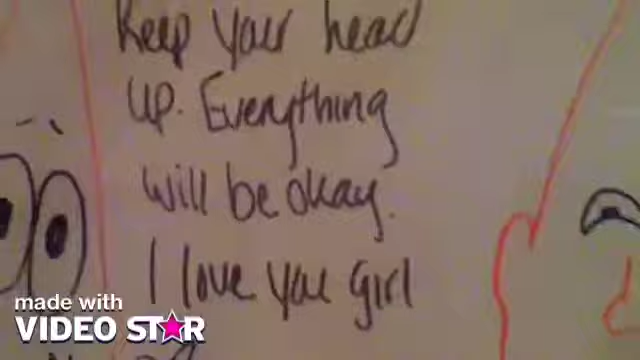 Keep your head
up. Everything
will be okay.
I love you girl
made with
VIDEO STAR